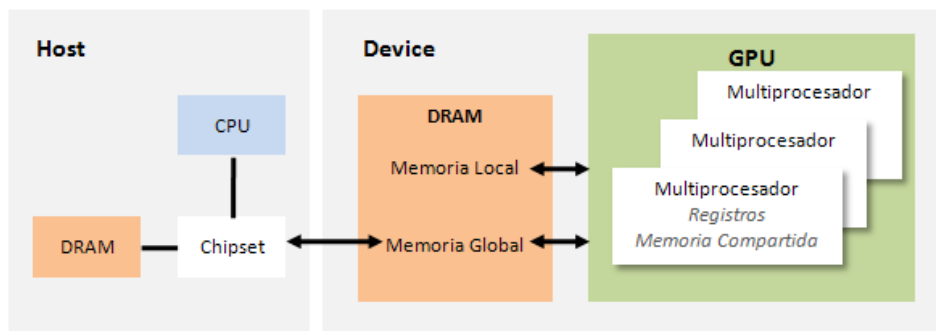 Host
CPU
DRAM
Chipset
Device
DRAM
Memoria Local
Memoria Global
GPU
Multiprocesador
Multiprocesador
Multiprocesador
Registros
Memoria Compartida